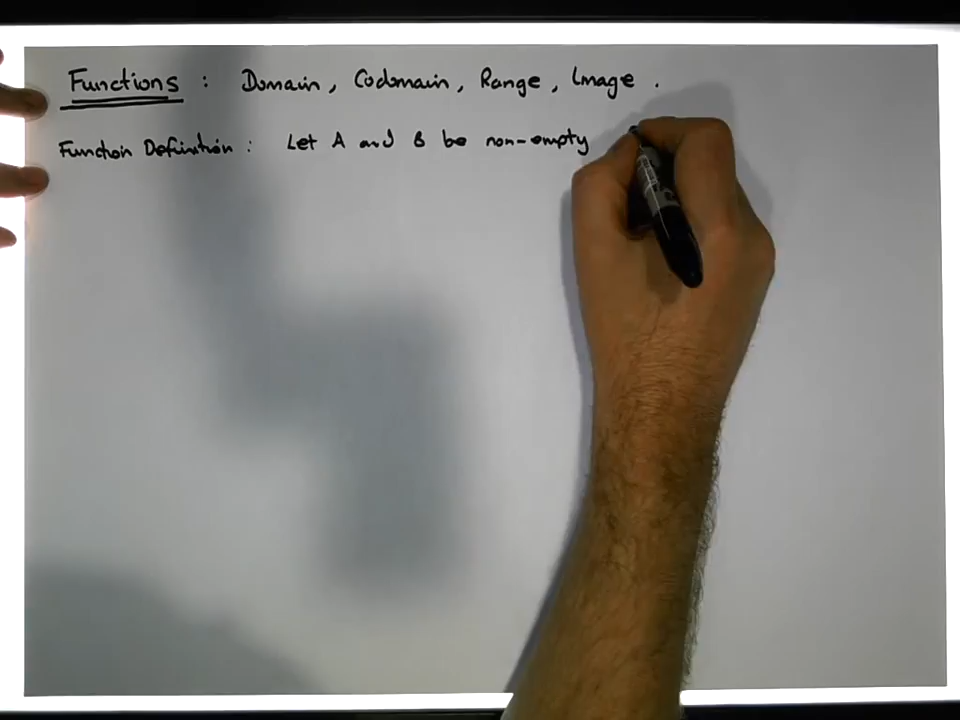 Functions : Domain, Codomain, Range, Image.
Function Definition : Let A and B be non-empty